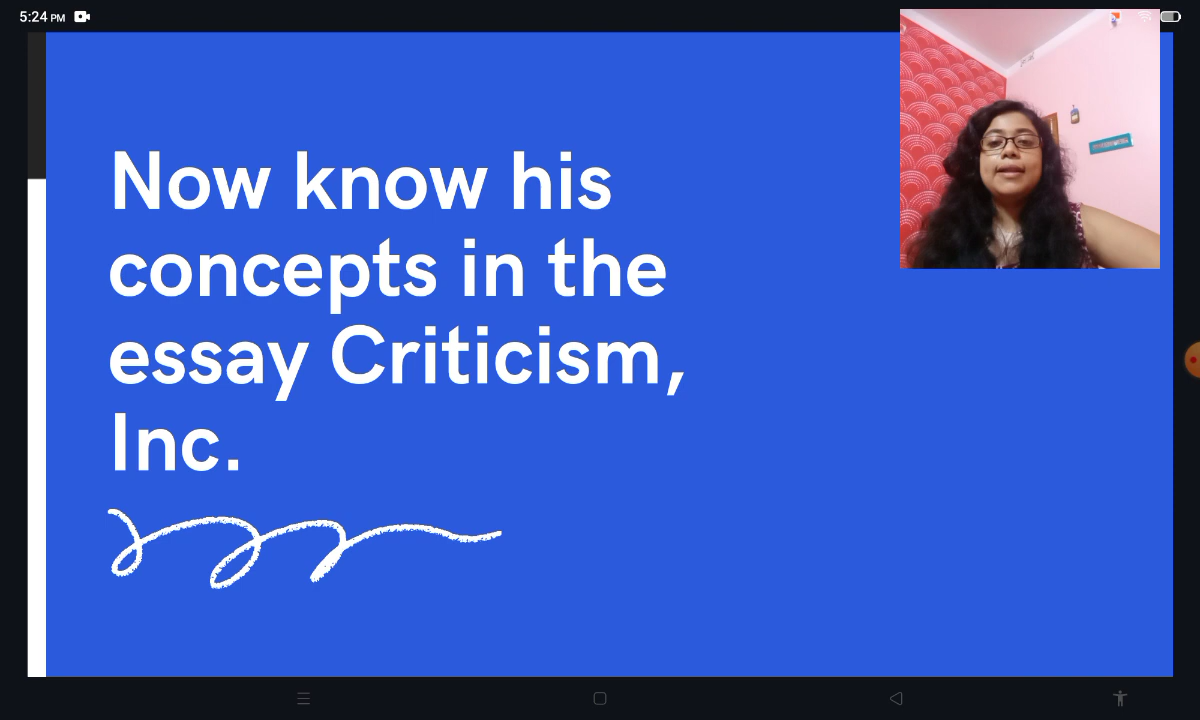 5:24 PM
Now know his
concepts in the
essay Criticism,
Inc.